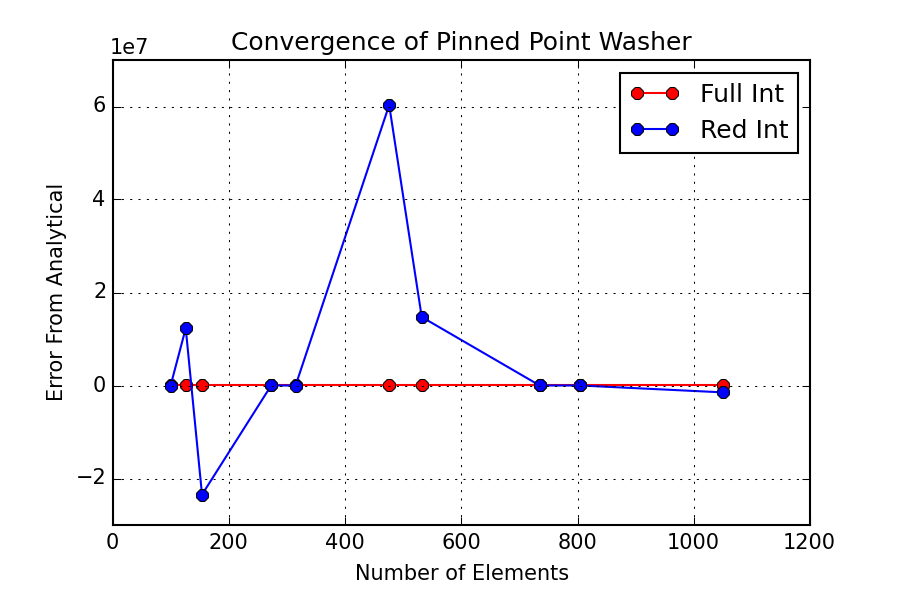 Convergence of Pinned Point Washer
1e7
Full Int
Red Int
6
4
2
0
−2
Error From Analytical
0 200 400 600 800 1000 1200
Number of Elements